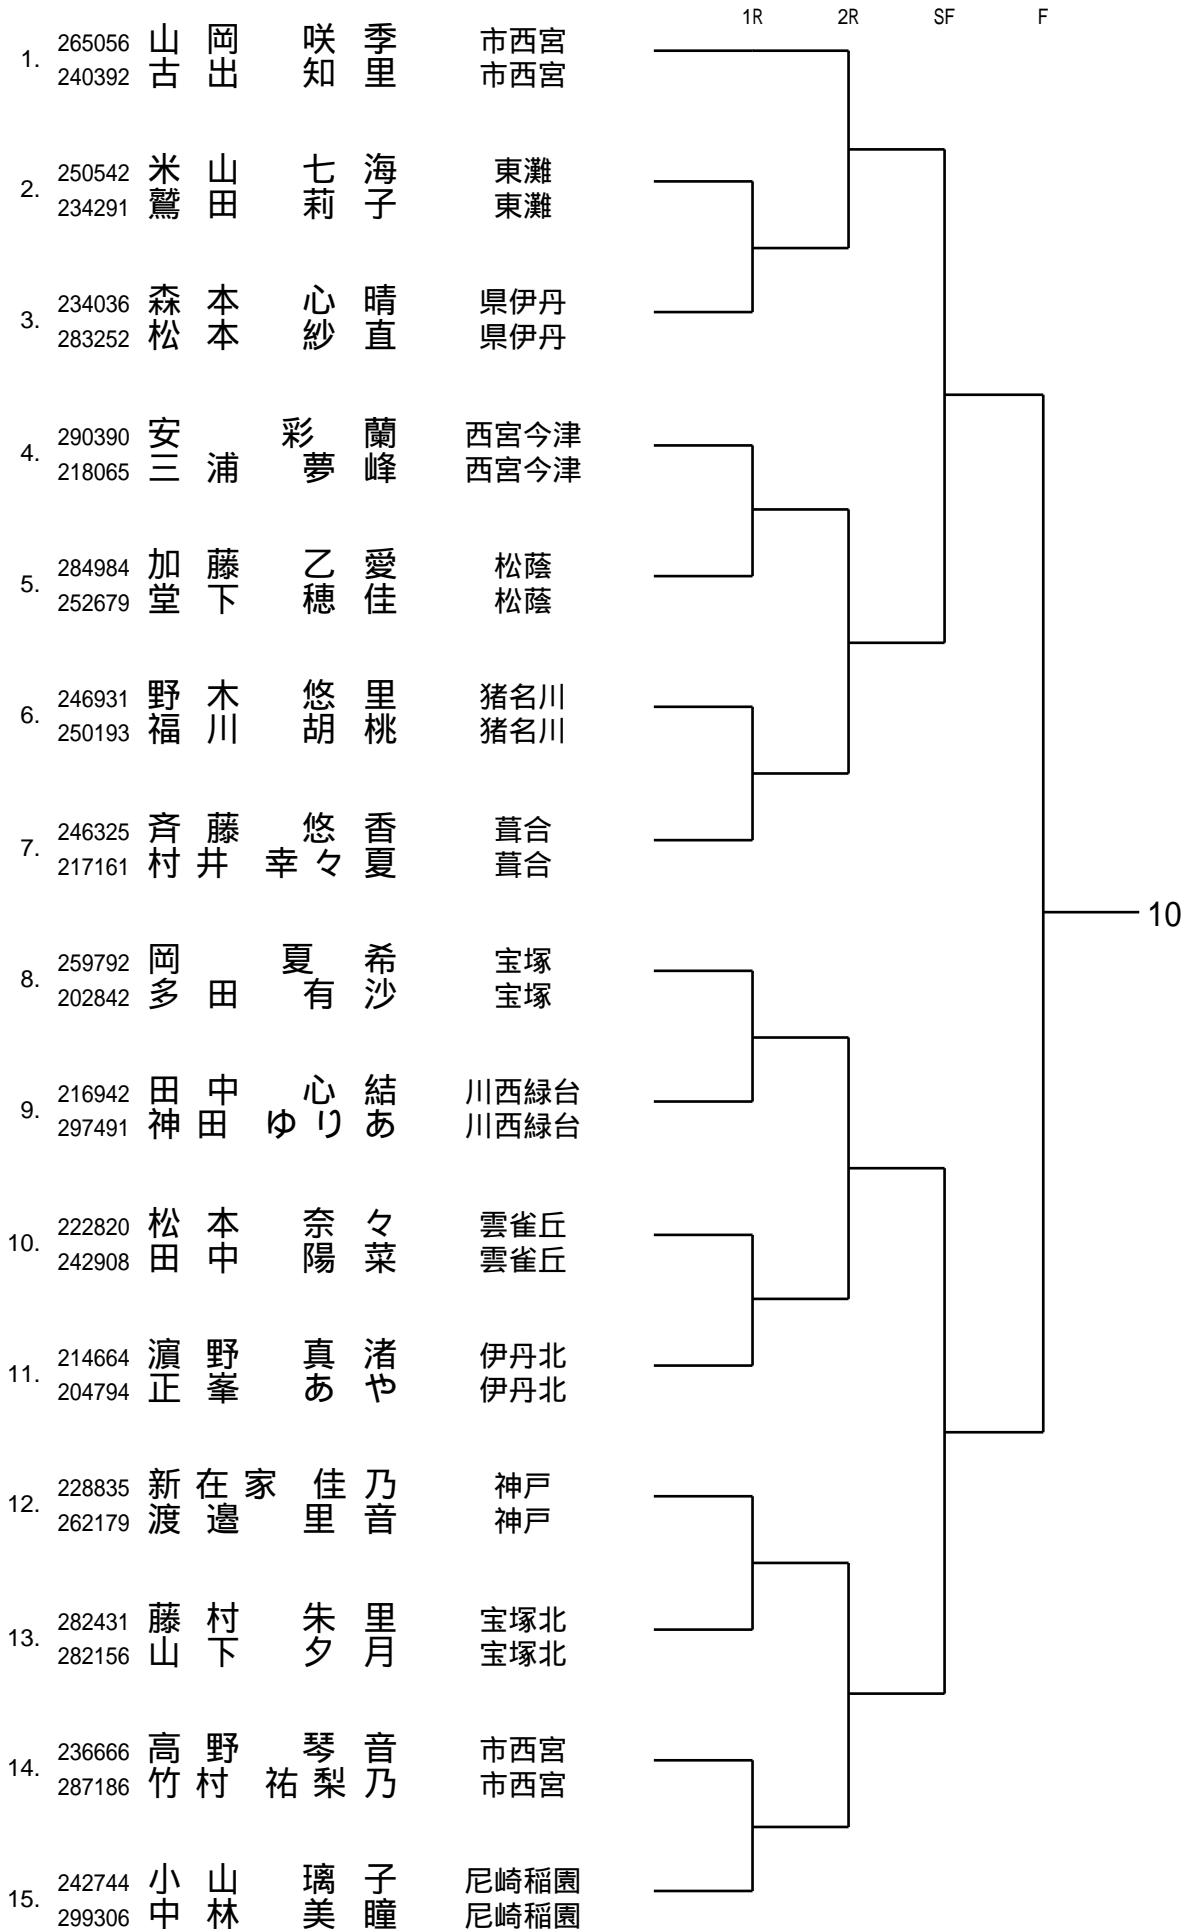 1R 2R SF F
1. 265056 山岡 咲季 市西宮
240392 古出 知里 市西宮
2. 250542 米山 七海 東灘
234291 鷲田 莉子 東灘
3. 234036 森本 心晴 県伊丹
283252 松本 紗直 県伊丹
4. 290390 安 彩蘭 西宮今津
218065 三浦 夢峰 西宮今津
5. 284984 加藤 乙愛 松蔭
252679 堂下 穂佳 松蔭
6. 246931 野木 悠里 猪名川
250193 福川 胡桃 猪名川
7. 246325 斉藤 悠香 葺合
217161 村井 幸々夏 葺合
10
8. 259792 岡 夏希 宝塚
202842 多田 有沙 宝塚
9. 216942 田中 心結 川西緑台
297491 神田 ゆりあ 川西緑台
10. 222820 松本 奈々 雲雀丘
242908 田中 陽菜 雲雀丘
11. 214664 濵野 真渚 伊丹北
204794 正峯 あや 伊丹北
12. 228835 新在家 佳乃 神戸
262179 渡邉 里音 神戸
13. 282431 藤村 朱里 宝塚北
282156 山下 夕月 宝塚北
14. 236666 高野 琴音 市西宮
287186 竹村 祐梨乃 市西宮
15. 242744 小山 璃子 尼崎稲園
299306 中林 美瞳 尼崎稲園